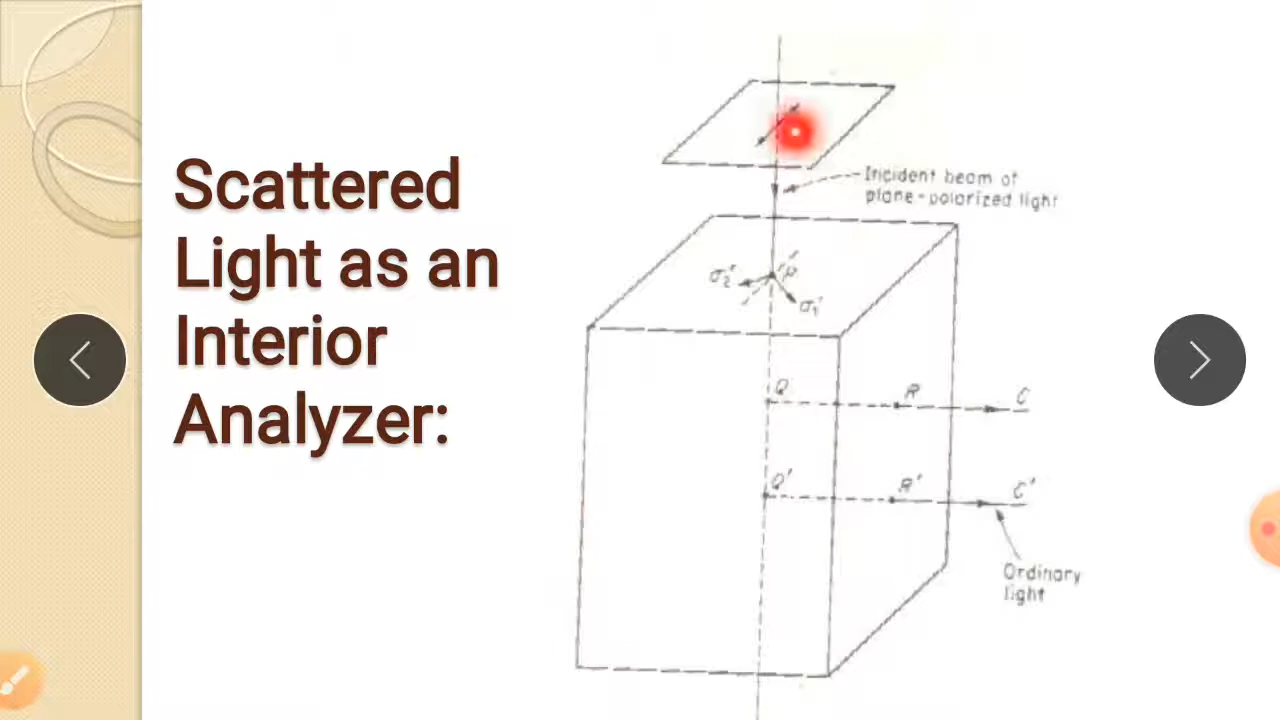 Scattered
Light as an
Interior
Analyzer:
Incident beam of
plane-polarized light
σ₂'
P
σ₁'
Q
R
C
Q'
R'
C'
Ordinary
light